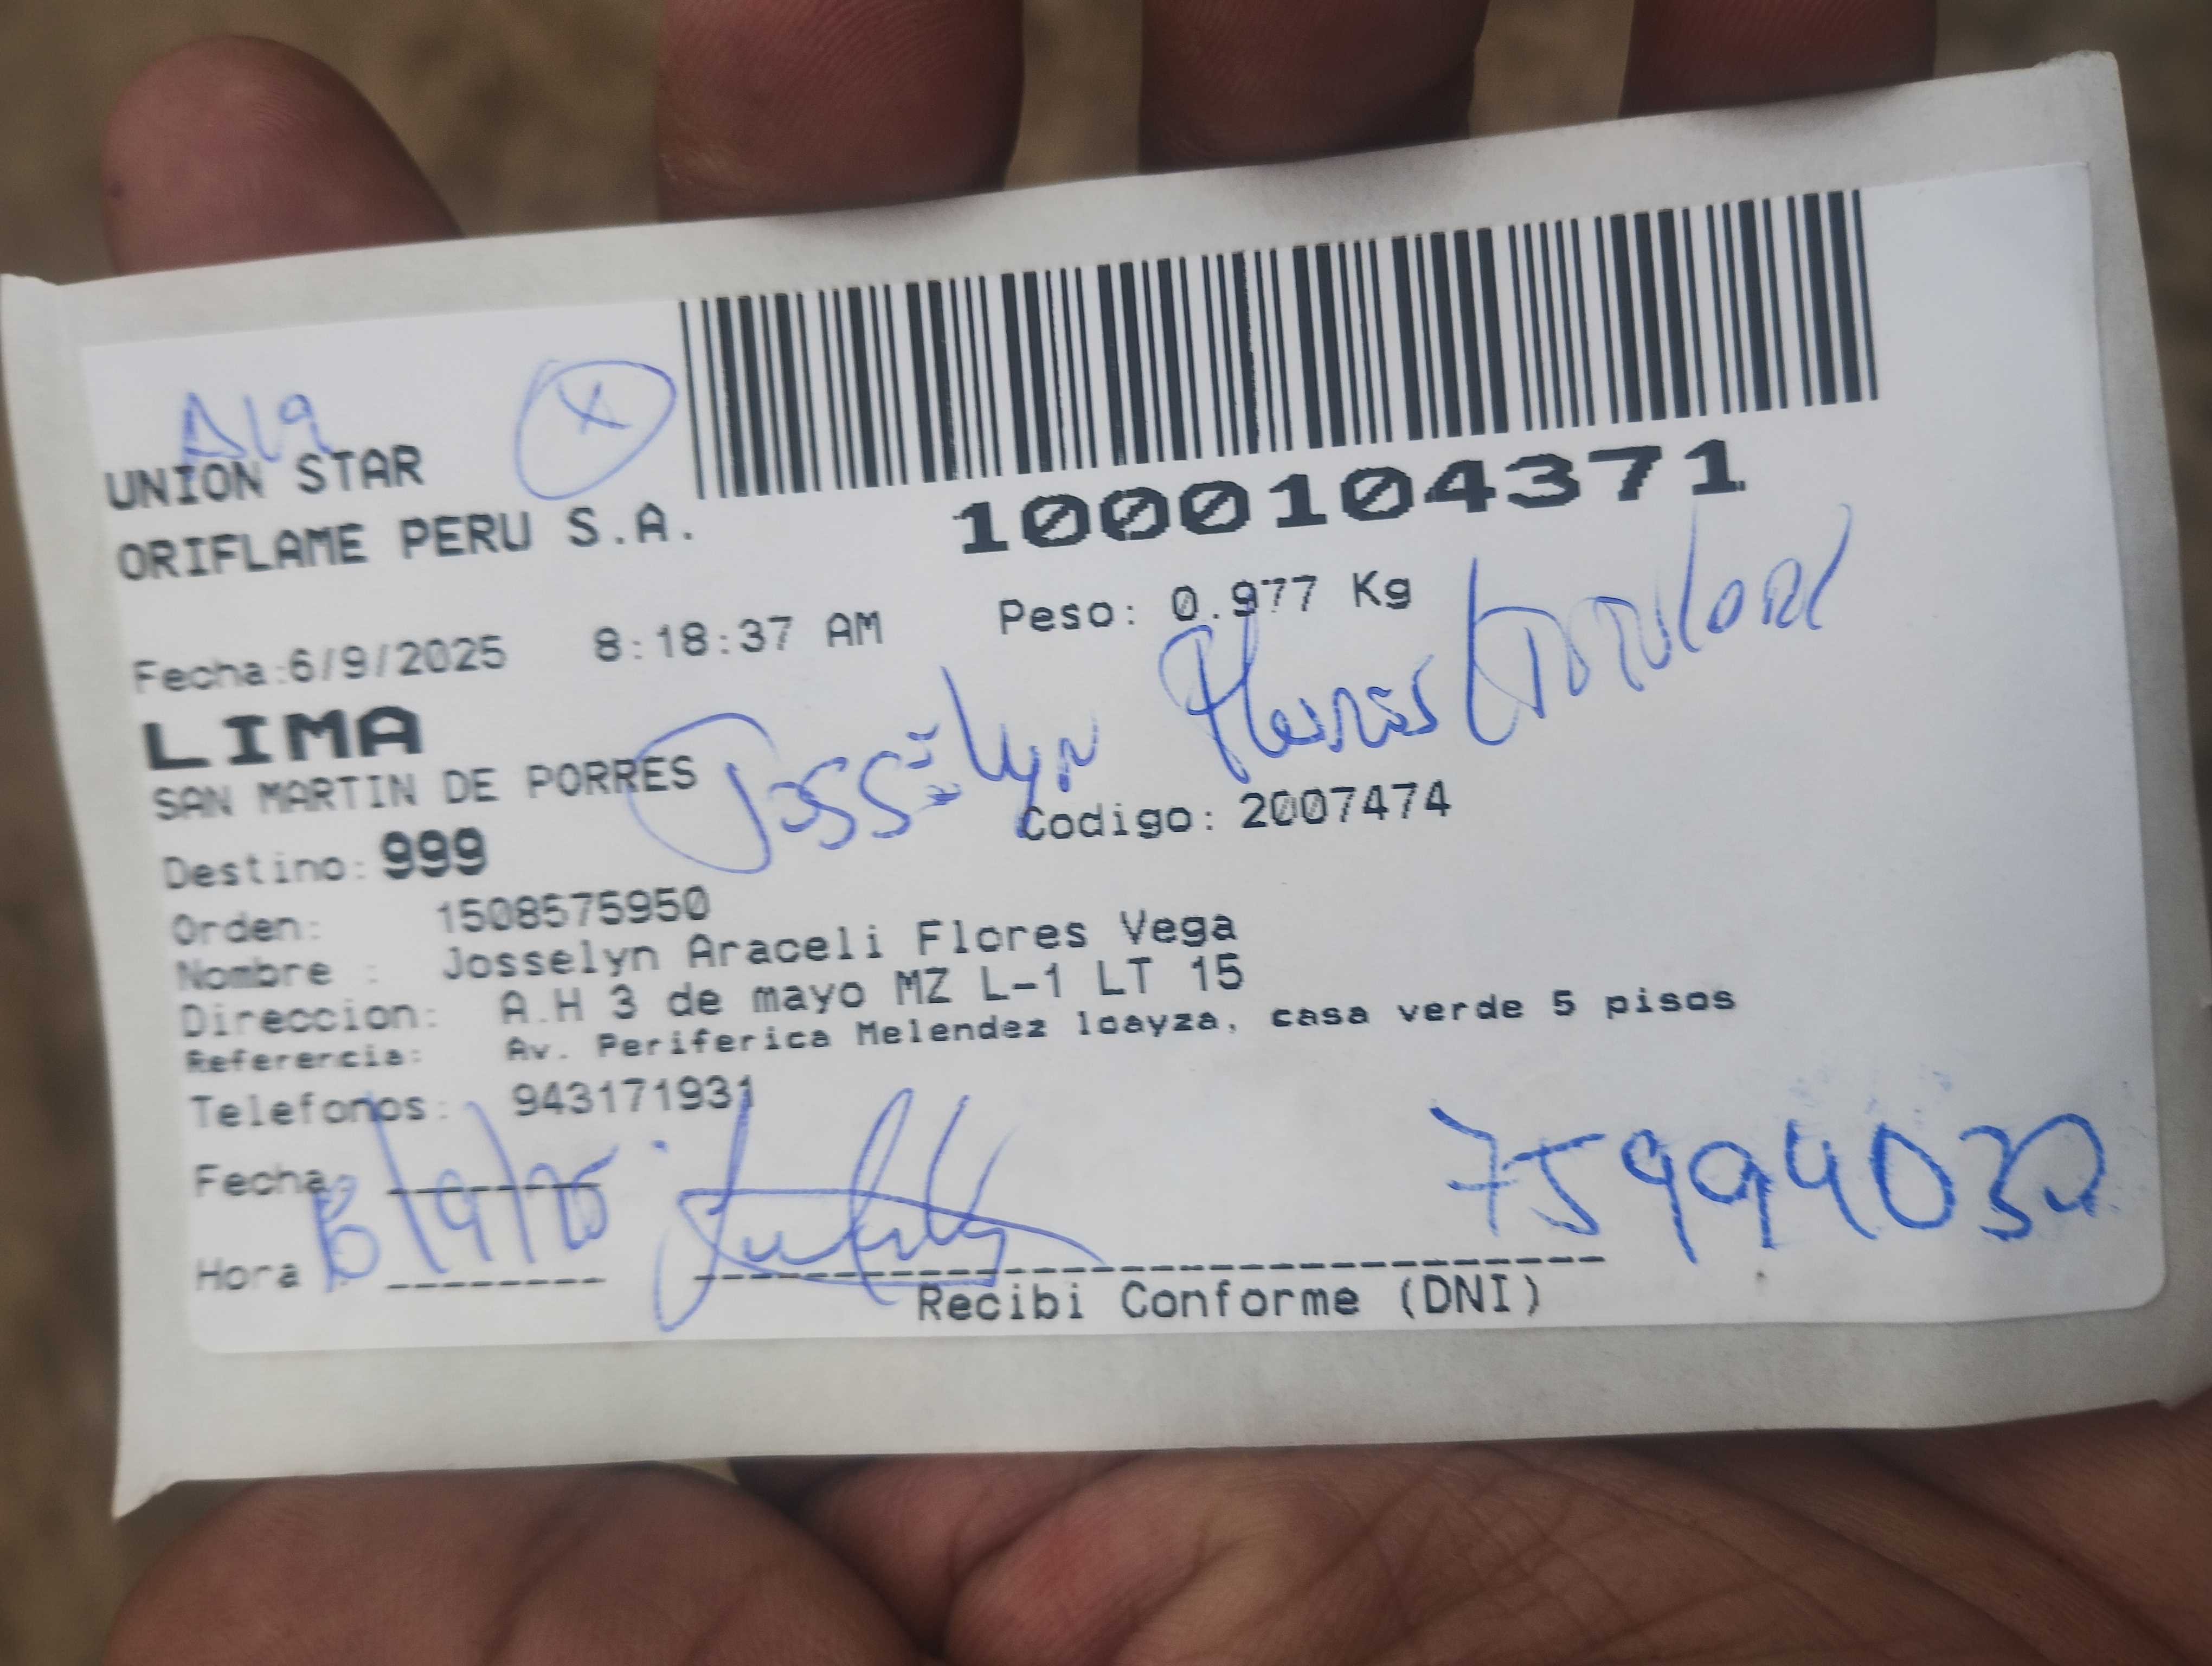 A19
X
UNION STAR
ORIFLAME PERU S.A.
1000104371
Fecha:6/9/2025 8:18:37 AM Peso: 0.977 Kg
LIMA
SAN MARTIN DE PORRES
Josselyn Flores
Codigo: 2007474
Destino: 999
Orden: 1508575950
Nombre : Josselyn Araceli Flores Vega
Direccion: A.H 3 de mayo MZ L-1 LT 15
Referencia: Av. Periferica Melendez loayza, casa verde 5 pisos
Telefonos: 943171931
Fecha
Hora
Recibi Conforme (DNI)